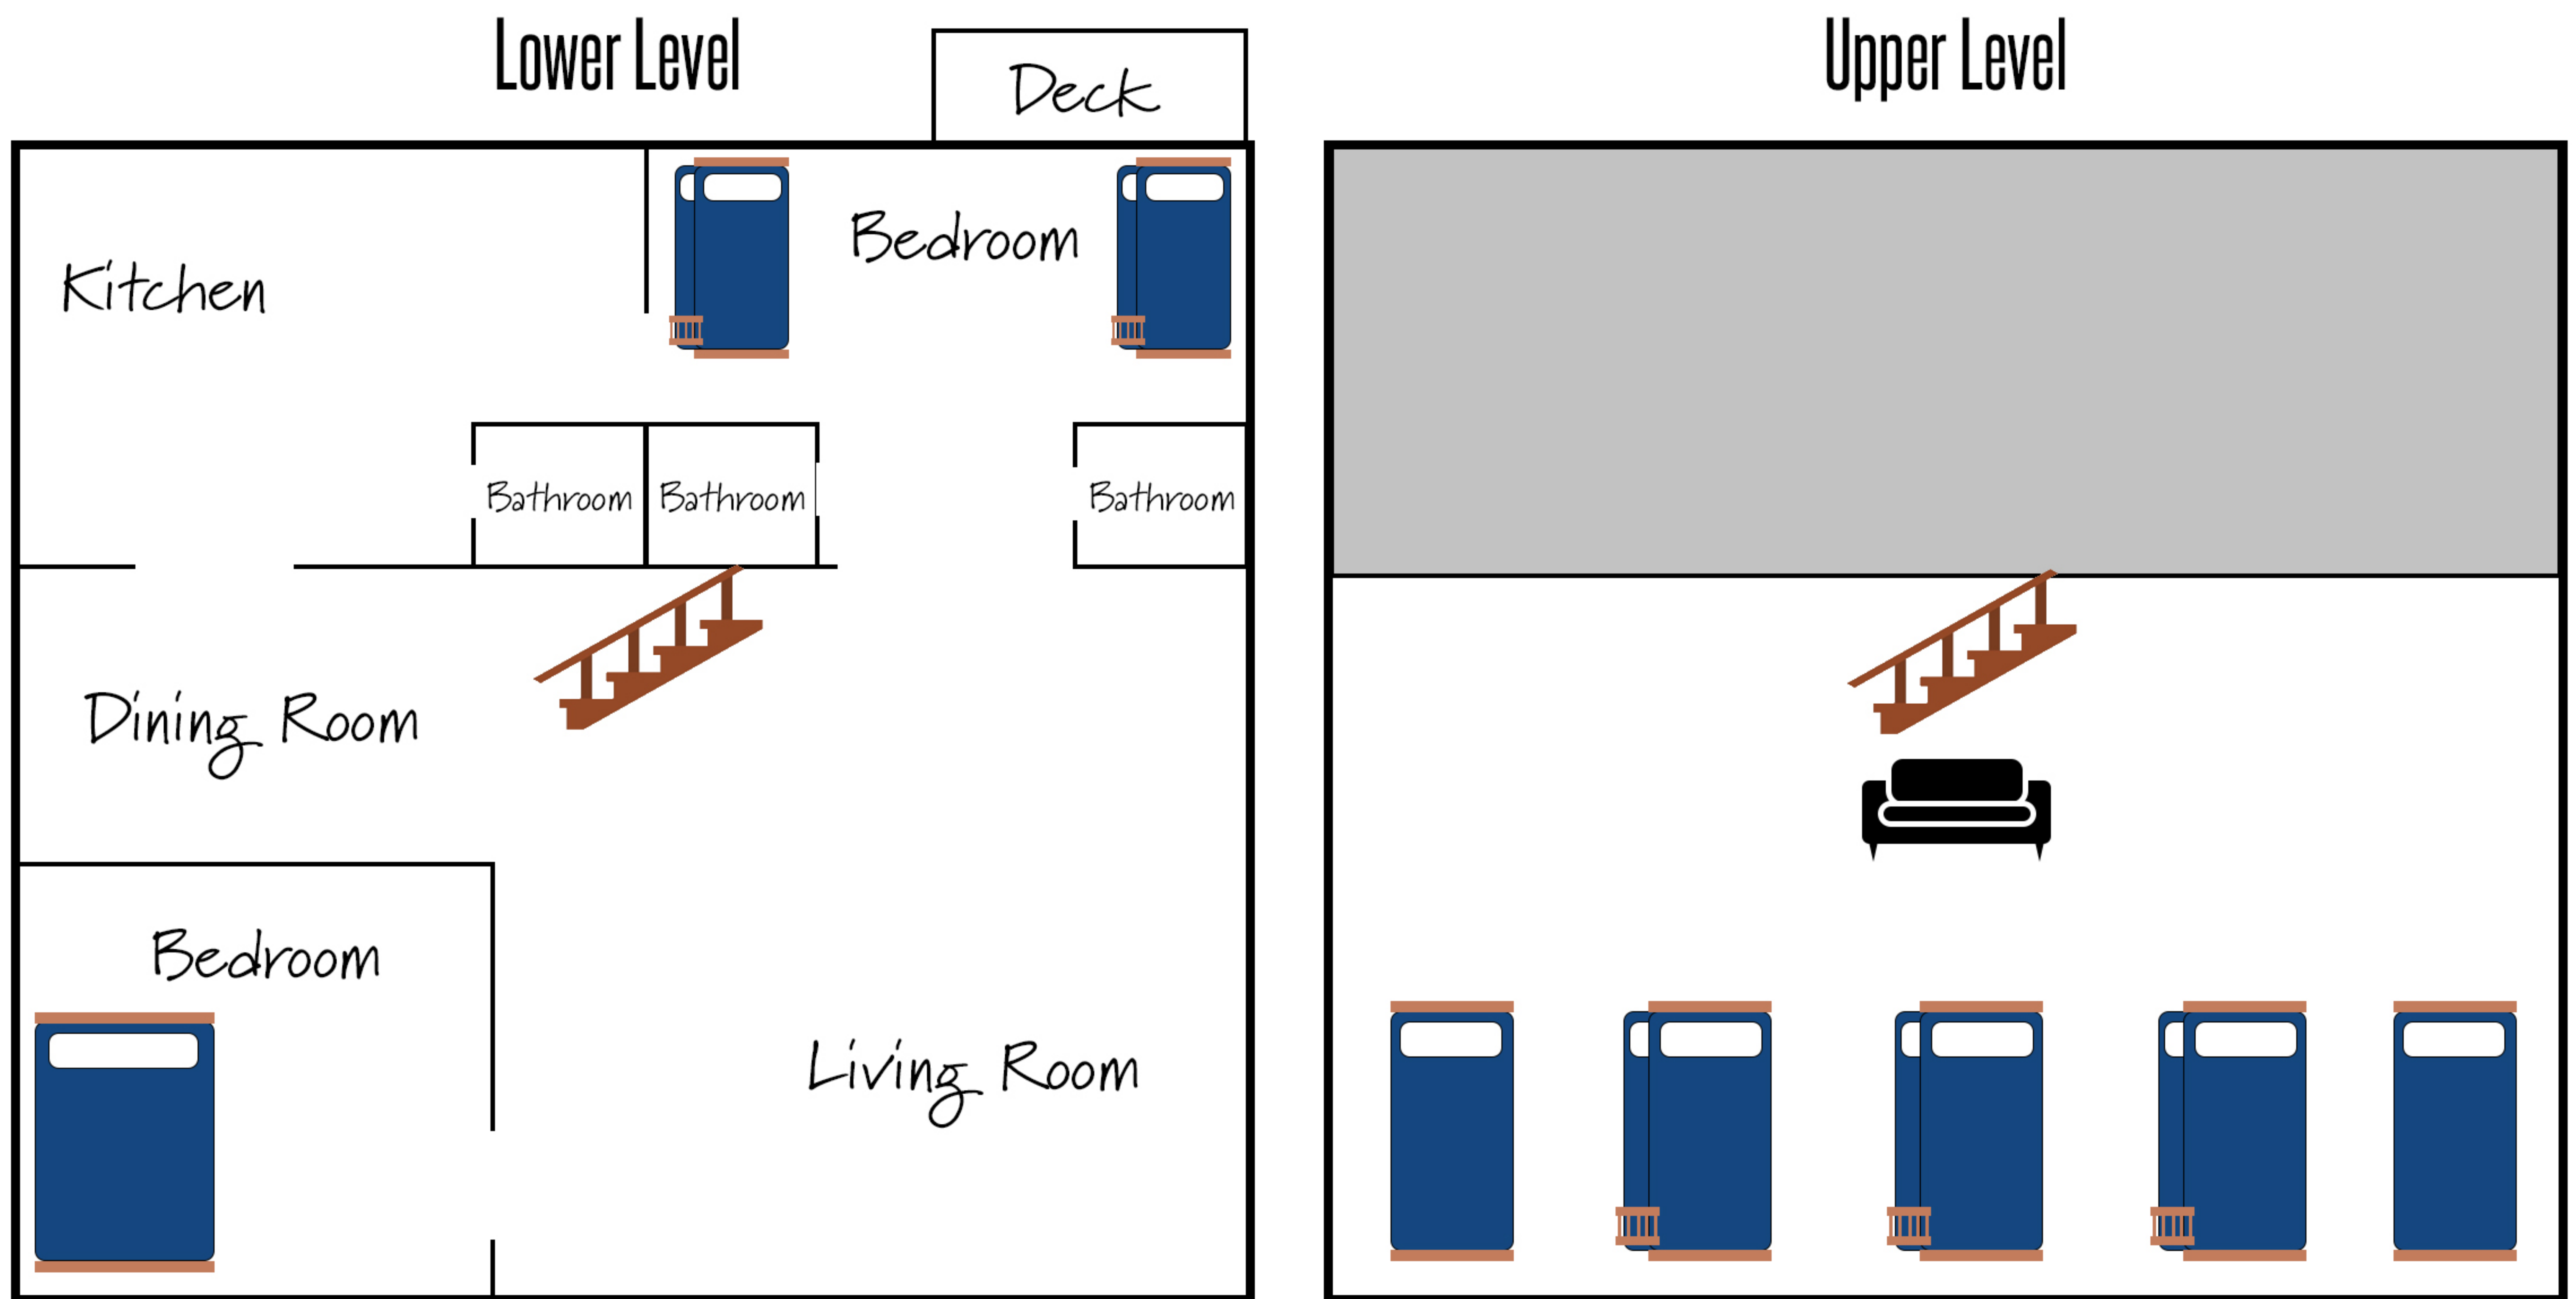 Lower Level
Deck
Upper Level
Bedroom
Kitchen
Bathroom
Bathroom
Bathroom
Dining Room
Bedroom
Living Room